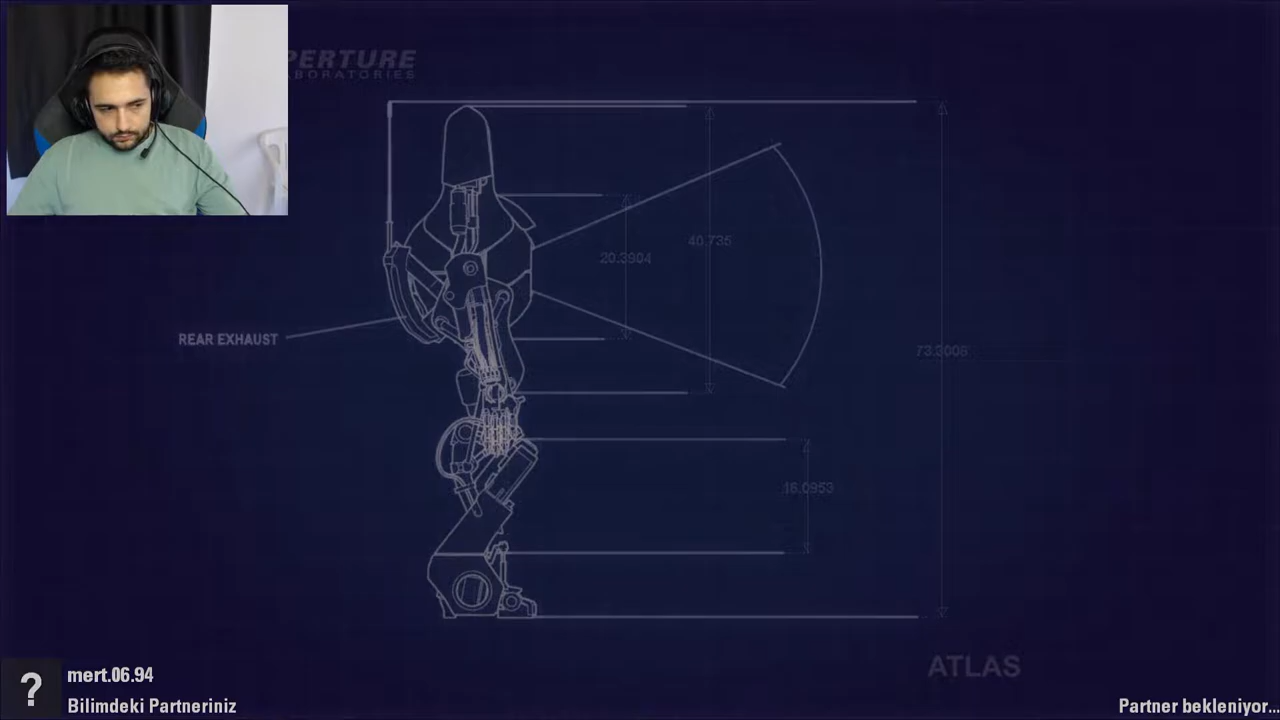 PERTURE
ABORATORIES
40.735
20.3904
REAR EXHAUST
73.3006
16.0953
ATLAS
?
mert.06.94
Bilimdeki Partneriniz
Partner bekleniyor...